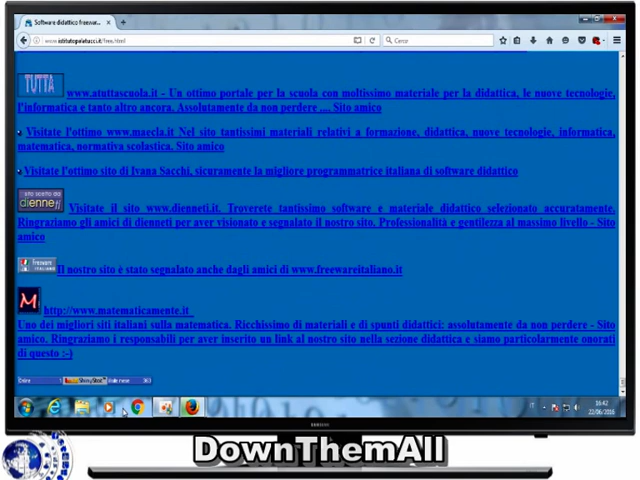 Software didattico freewar...
www.istitutopalatucci.it/free.html
Cerca
TUTTA
www.atuttascuola.it - Un ottimo portale per la scuola con moltissimo materiale per la didattica, le nuove tecnologie,
l'informatica e tanto altro ancora. Assolutamente da non perdere .... Sito amico
Visitate l'ottimo www.maecla.it Nel sito tantissimi materiali relativi a formazione, didattica, nuove tecnologie, informatica,
matematica, normativa scolastica. Sito amico
Visitate l'ottimo sito di Ivana Sacchi, sicuramente la migliore programmatrice italiana di software didattico
dienneti
Visitate il sito www.dienneti.it. Troverete tantissimo software e materiale didattico selezionato accuratamente.
Ringraziamo gli amici di dienneti per aver visionato e segnalato il nostro sito. Professionalità e gentilezza al massimo livello - Sito
amico
freeware
ITALIANO
Il nostro sito è stato segnalato anche dagli amici di www.freewareitaliano.it
M
http://www.matematicamente.it
Uno dei migliori siti italiani sulla matematica. Ricchissimo di materiali e di spunti didattici: assolutamente da non perdere - Sito
amico. Ringraziamo i responsabili per aver inserito un link al nostro sito nella sezione didattica e siamo particolarmente onorati
di questo :-)
ShinyStat
IT
16:42
22/06/2016
SAMSUNG
DownThemAll